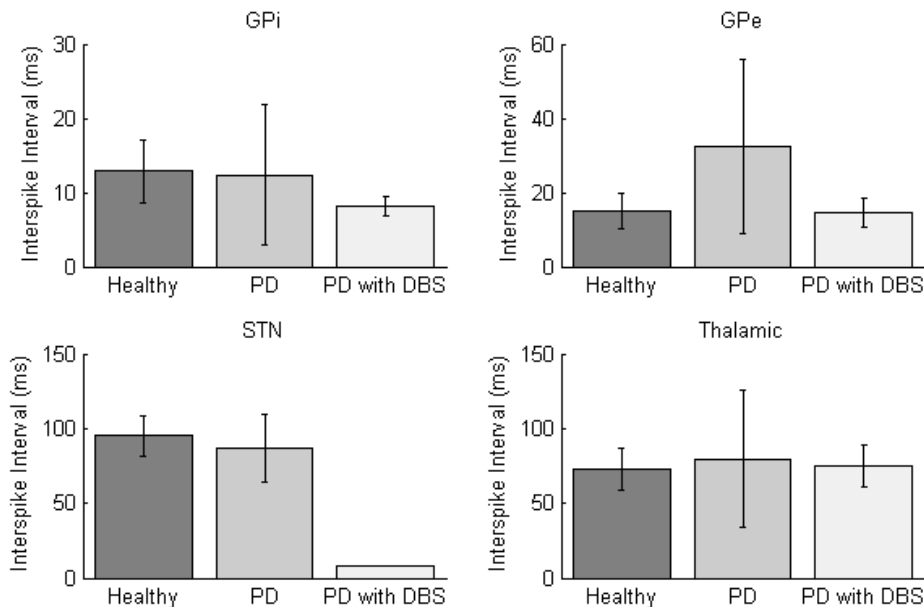 GPi
Interspike Interval (ms)
30
20
10
0
Healthy PD PD with DBS
GPe
Interspike Interval (ms)
60
40
20
0
Healthy PD PD with DBS
STN
Interspike Interval (ms)
150
100
50
0
Healthy PD PD with DBS
Thalamic
Interspike Interval (ms)
150
100
50
0
Healthy PD PD with DBS